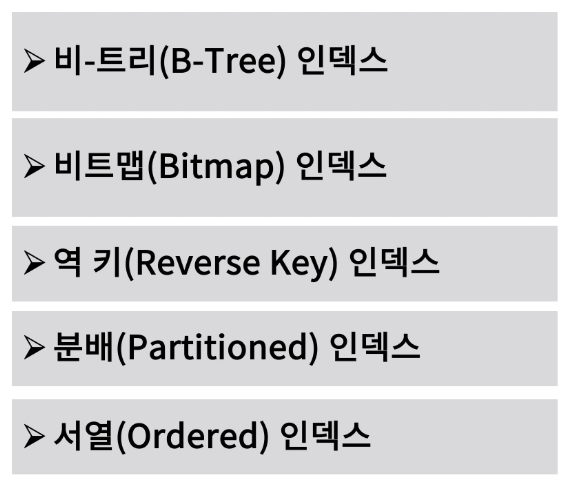 ➢ 비-트리(B-Tree) 인덱스
➢ 비트맵(Bitmap) 인덱스
➢ 역 키(Reverse Key) 인덱스
➢ 분배(Partitioned) 인덱스
➢ 서열(Ordered) 인덱스